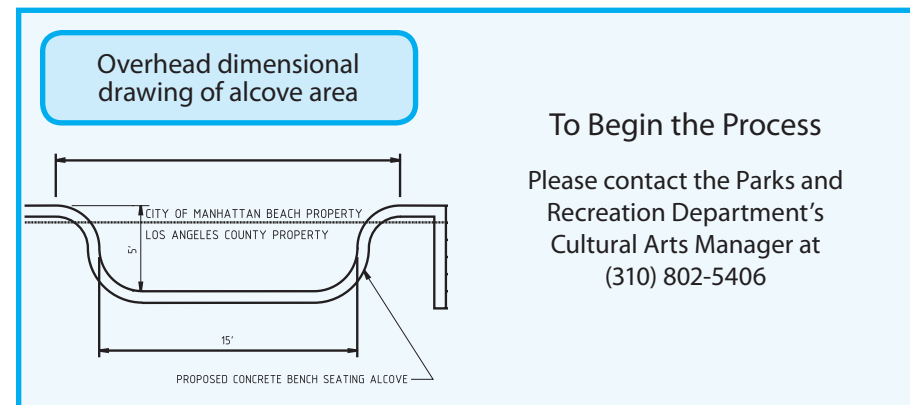 Overhead dimensional
drawing of alcove area
CITY OF MANHATTAN BEACH PROPERTY
LOS ANGELES COUNTY PROPERTY
5'
15'
PROPOSED CONCRETE BENCH SEATING ALCOVE
To Begin the Process
Please contact the Parks and
Recreation Department’s
Cultural Arts Manager at
(310) 802-5406